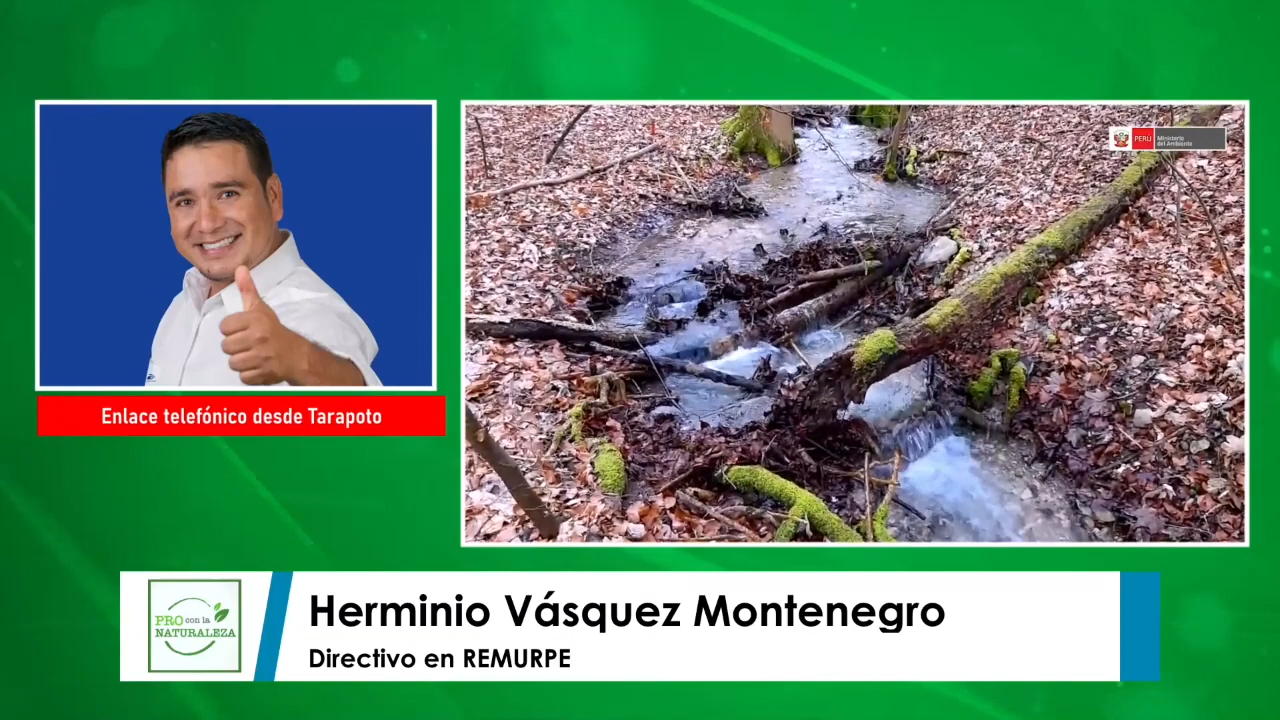 PERÚ
Ministerio
del Ambiente
Enlace telefónico desde Tarapoto
PRO con la
NATURALEZA
Herminio Vásquez Montenegro
Directivo en REMURPE